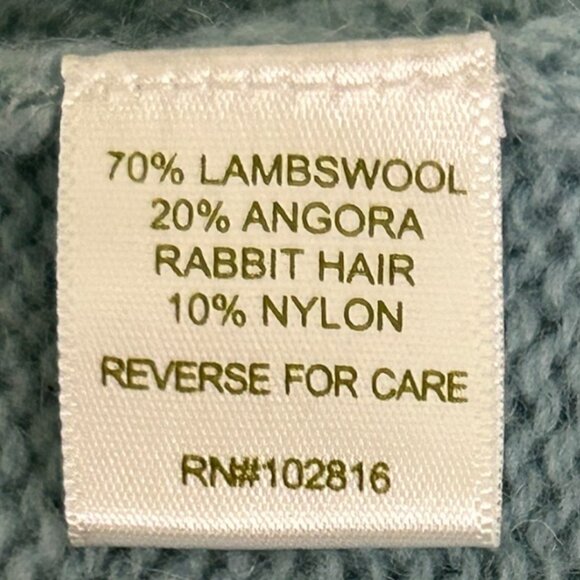 70% LAMBSWOOL
20% ANGORA
RABBIT HAIR
10% NYLON
REVERSE FOR CARE
RN#102816